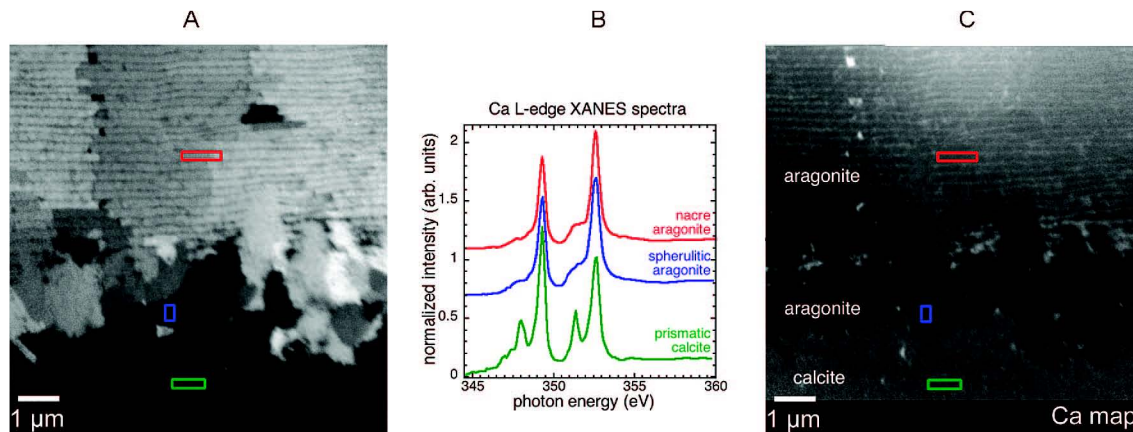 A
B
C
Ca L-edge XANES spectra
normalized intensity (arb. units)
2
1.5
1
0.5
0
nacre
aragonite
spherulitic
aragonite
prismatic
calcite
345
350
355
360
photon energy (eV)
1 μm
aragonite
aragonite
calcite
1 μm
Ca map